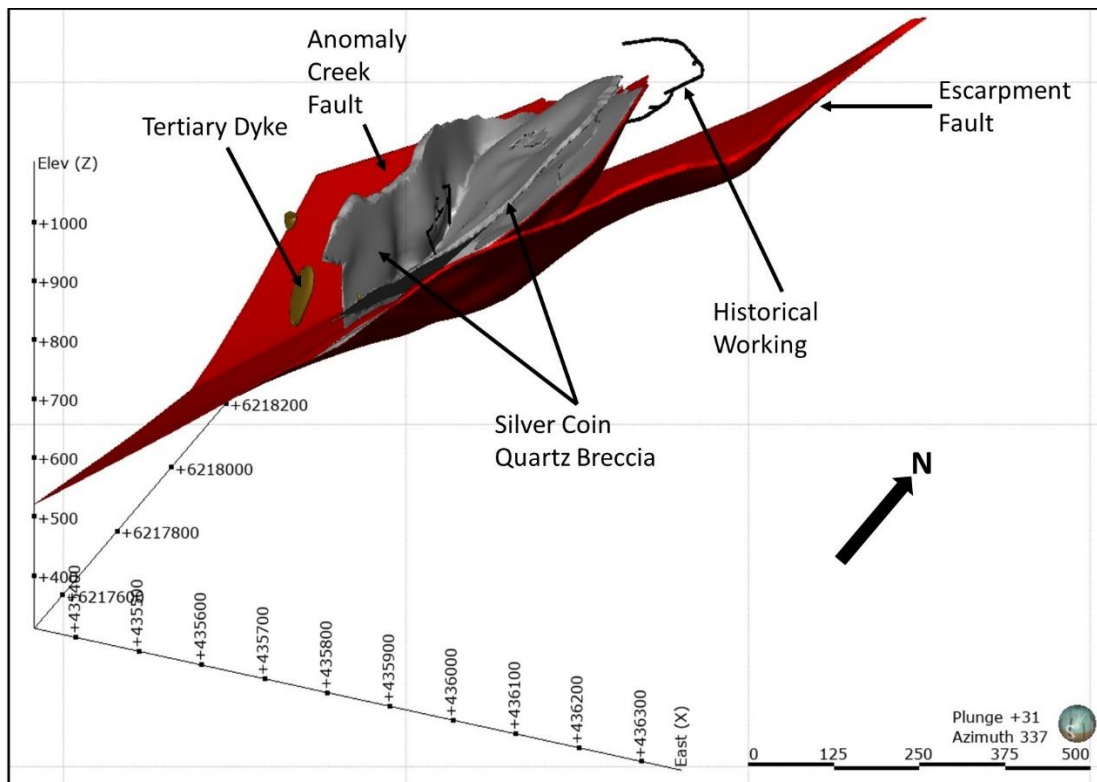 Anomaly
Creek
Fault
Tertiary Dyke
Escarpment
Fault
Historical
Working
Silver Coin
Quartz Breccia
N
Elev (Z)
+1000
+900
+800
+700
+600
+500
+400
+6218200
+6218000
+6217800
+6217600
+435400
+435500
+435600
+435700
+435800
+435900
+436000
+436100
+436200
+436300
East (X)
Plunge +31
Azimuth 337
0 125 250 375 500